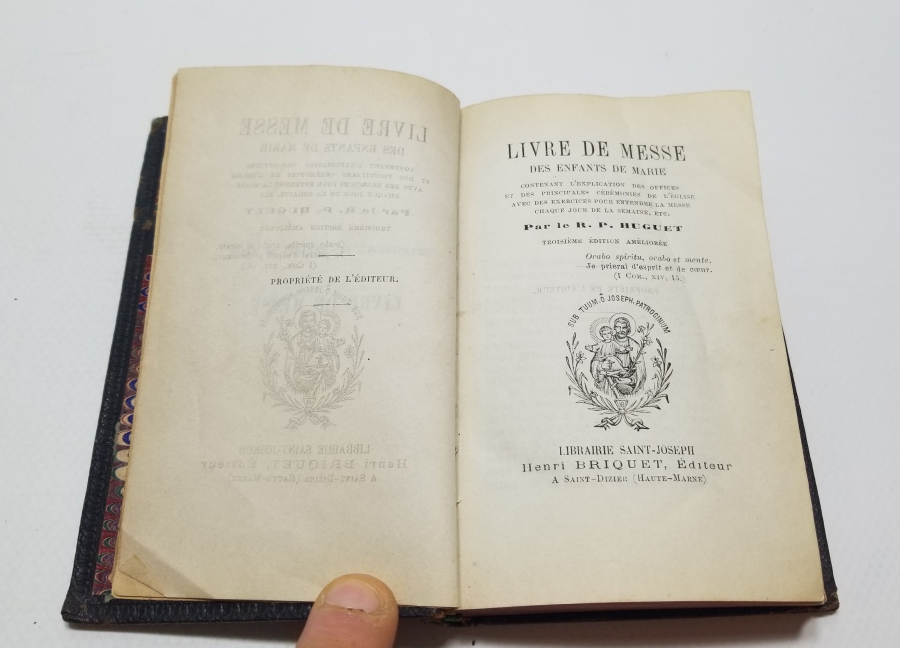 PROPRIÉTÉ DE L'ÉDITEUR.
LIVRE DE MESSE
DES ENFANTS DE MARIE
CONTENANT L'EXPLICATION DES OFFICES
ET DES PRINCIPALES CÉRÉMONIES DE L'ÉGLISE
AVEC DES EXERCICES POUR ENTENDRE LA MESSE
CHAQUE JOUR DE LA SEMAINE, ETC.
Par le R. P. HUGUET
TROISIÈME ÉDITION AMÉLIORÉE
Orabo spiritu, orabo et mente.
Je prierai d'esprit et de cœur.
(I COR., XIV, 15.)
SUB TUUM. D JOSEPH. PATROCINIUM
LIBRAIRIE SAINT-JOSEPH
Henri BRIQUET, Éditeur
A SAINT-DIZIER (HAUTE-MARNE)